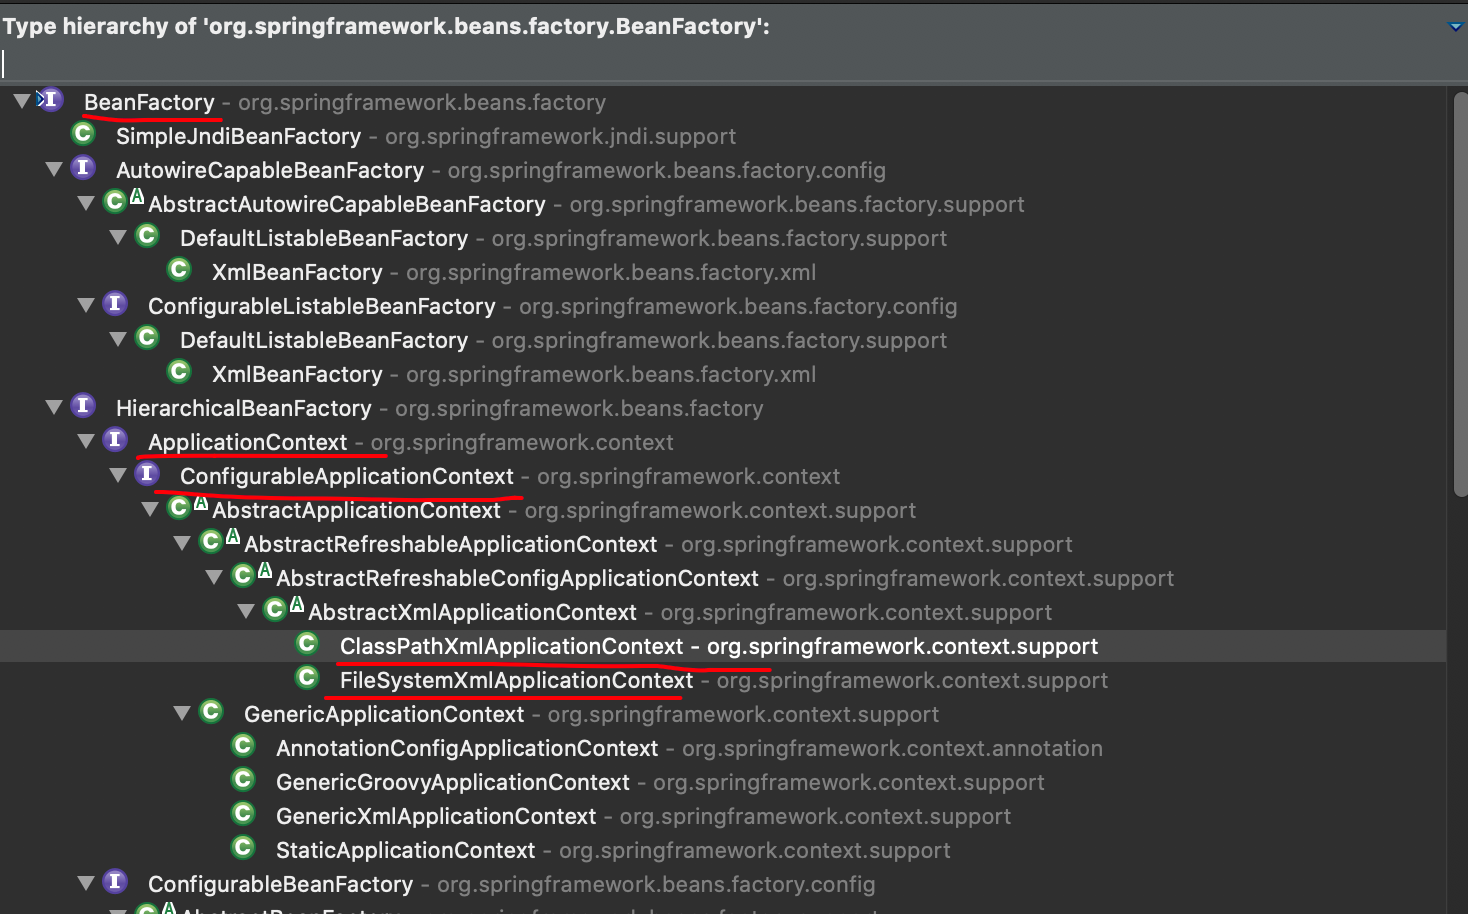 Type hierarchy of 'org.springframework.beans.factory.BeanFactory':
I BeanFactory - org.springframework.beans.factory
C SimpleJndiBeanFactory - org.springframework.jndi.support
I AutowireCapableBeanFactory - org.springframework.beans.factory.config
C A AbstractAutowireCapableBeanFactory - org.springframework.beans.factory.support
C DefaultListableBeanFactory - org.springframework.beans.factory.support
C XmlBeanFactory - org.springframework.beans.factory.xml
I ConfigurableListableBeanFactory - org.springframework.beans.factory.config
C DefaultListableBeanFactory - org.springframework.beans.factory.support
C XmlBeanFactory - org.springframework.beans.factory.xml
I HierarchicalBeanFactory - org.springframework.beans.factory
I ApplicationContext - org.springframework.context
I ConfigurableApplicationContext - org.springframework.context
C A AbstractApplicationContext - org.springframework.context.support
C A AbstractRefreshableApplicationContext - org.springframework.context.support
C A AbstractRefreshableConfigApplicationContext - org.springframework.context.support
C A AbstractXmlApplicationContext - org.springframework.context.support
C ClassPathXmlApplicationContext - org.springframework.context.support
C FileSystemXmlApplicationContext - org.springframework.context.support
C GenericApplicationContext - org.springframework.context.support
C AnnotationConfigApplicationContext - org.springframework.context.annotation
C GenericGroovyApplicationContext - org.springframework.context.support
C GenericXmlApplicationContext - org.springframework.context.support
C StaticApplicationContext - org.springframework.context.support
I ConfigurableBeanFactory - org.springframework.beans.factory.config